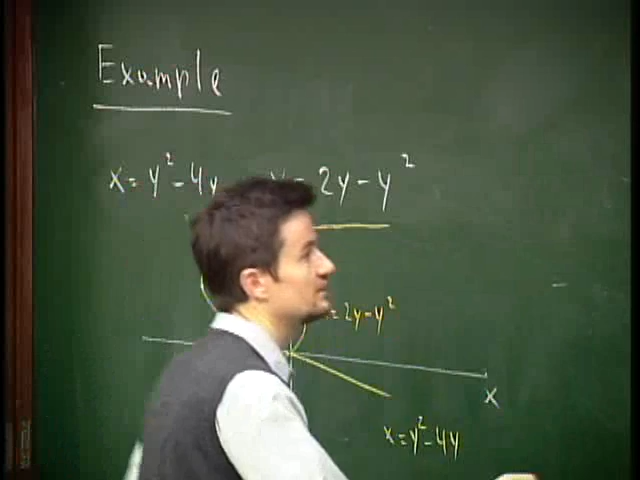 Example
x = y² - 4y x = 2y - y²
= 2y - y²
x
x = y² - 4y